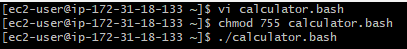 [ec2-user@ip-172-31-18-133 ~]$ vi calculator.bash
[ec2-user@ip-172-31-18-133 ~]$ chmod 755 calculator.bash
[ec2-user@ip-172-31-18-133 ~]$ ./calculator.bash